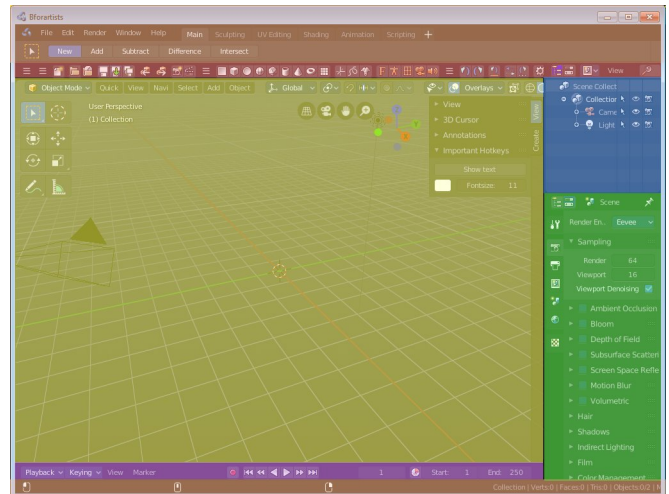 Bforartists
File Edit Render Window Help Main Sculpting UV Editing Shading Animation Scripting +
New Add Subtract Difference Intersect
View
Object Mode Quick View Navi Select Add Object Global Overlays
Scene Collect
User Perspective
(1) Collection
View
3D Cursor
Annotations
Important Hotkeys
Show text
Fontsize: 11
View
Create
Collection
Came
Light
Scene
Render En.. Eevee
Sampling
Render 64
Viewport 16
Viewport Denoising
Ambient Occlusion
Bloom
Depth of Field
Subsurface Scatteri
Screen Space Refle
Motion Blur
Volumetric
Hair
Shadows
Indirect Lighting
Film
Color Management
Playback Keying View Marker 1 Start: 1 End: 250
Collection | Verts:0 | Faces:0 | Tris:0 | Objects:0/2 | M